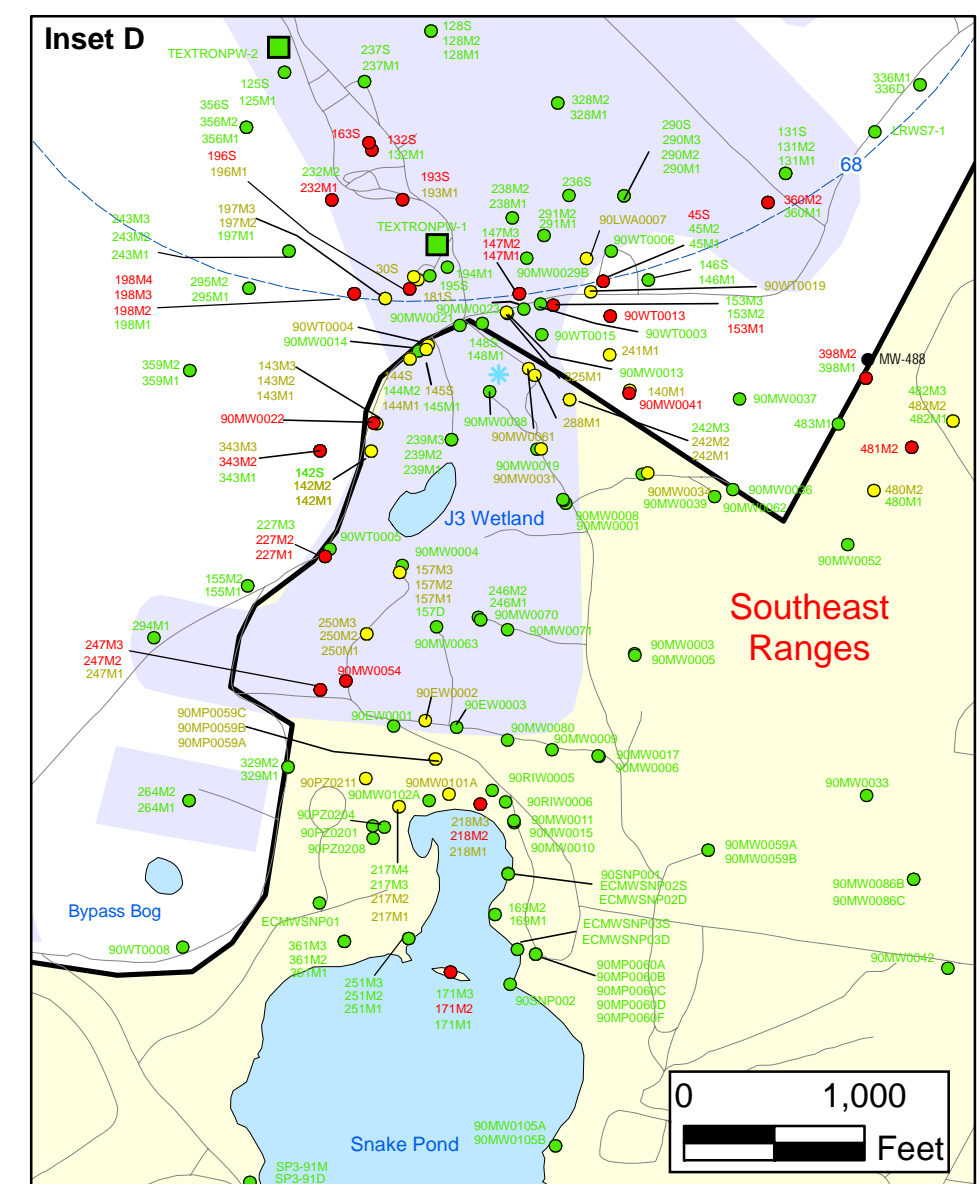 Inset D
TEXTRONPW-2
128S
128M2
128M1
237S
237M1
125S
125M1
356S
356M2
356M1
196S
196M1
163S
132S
132M1
232M2
232M1
193S
193M1
328M2
328M1
290S
290M3
290M2
290M1
336M1
336D
LRWS7-1
131S
131M2
131M1
68
360M2
360M1
236S
238M2
238M1
291M2
291M1
90LWA0007
45S
45M2
45M1
90WT0006
146S
146M1
90WT0019
197M3
197M2
197M1
243M3
243M2
243M1
TEXTRONPW-1
147M3
147M2
147M1
90MW0029B
30S
194M1
195S
181S
198M4
198M3
198M2
198M1
295M2
295M1
90MW0023
90MW0021
90WT0004
90MW0014
148S
148M1
90WT0013
153M3
153M2
153M1
90WT0003
90WT0015
241M1
90MW0013
225M1
140M1
90MW0041
398M2
398M1
MW-488
482M3
482M2
482M1
359M2
359M1
143M3
143M2
143M1
144S
144M2
144M1
145S
145M1
90MW0022
90MW0038
288M1
90MW0037
483M1
481M2
343M3
343M2
343M1
142S
142M2
142M1
239M3
239M2
239M1
90MW0061
90MW0019
90MW0031
242M3
242M2
242M1
90MW0034
90MW0039
90MW0036
90MW0062
480M2
480M1
90MW0008
90MW0001
J3 Wetland
227M3
227M2
227M1
90WT0005
90MW0004
157M3
157M2
157M1
157D
90MW0063
90MW0052
155M2
155M1
246M2
246M1
90MW0070
90MW0071
Southeast
Ranges
294M1
250M3
250M2
250M1
90MW0003
90MW0005
247M3
247M2
247M1
90MW0054
90MP0059C
90MP0059B
90MP0059A
90EW0002
90EW0001
90EW0003
90MW0080
90MW0009
90MW0017
90MW0006
329M2
329M1
264M2
264M1
90PZ0211
90MW0102A
90MW0101A
90RIW0005
90RIW0006
90MW0033
90PZ0204
90PZ0201
90PZ0208
218M3
218M2
218M1
90MW0011
90MW0015
90MW0010
90MW0059A
90MW0059B
217M4
217M3
217M2
217M1
90SNP001
ECMWSNP02S
ECMWSNP02D
90MW0086B
90MW0086C
Bypass Bog
ECMWSNP01
169M2
169M1
ECMWSNP03S
ECMWSNP03D
90WT0008
361M3
361M2
361M1
251M3
251M2
251M1
171M3
171M2
171M1
90MP0060A
90MP0060B
90MP0060C
90MP0060D
90MP0060F
90SNP002
90MW0042
0 1,000
Feet
90MW0105A
90MW0105B
Snake Pond
SP3-91M
SP3-91D